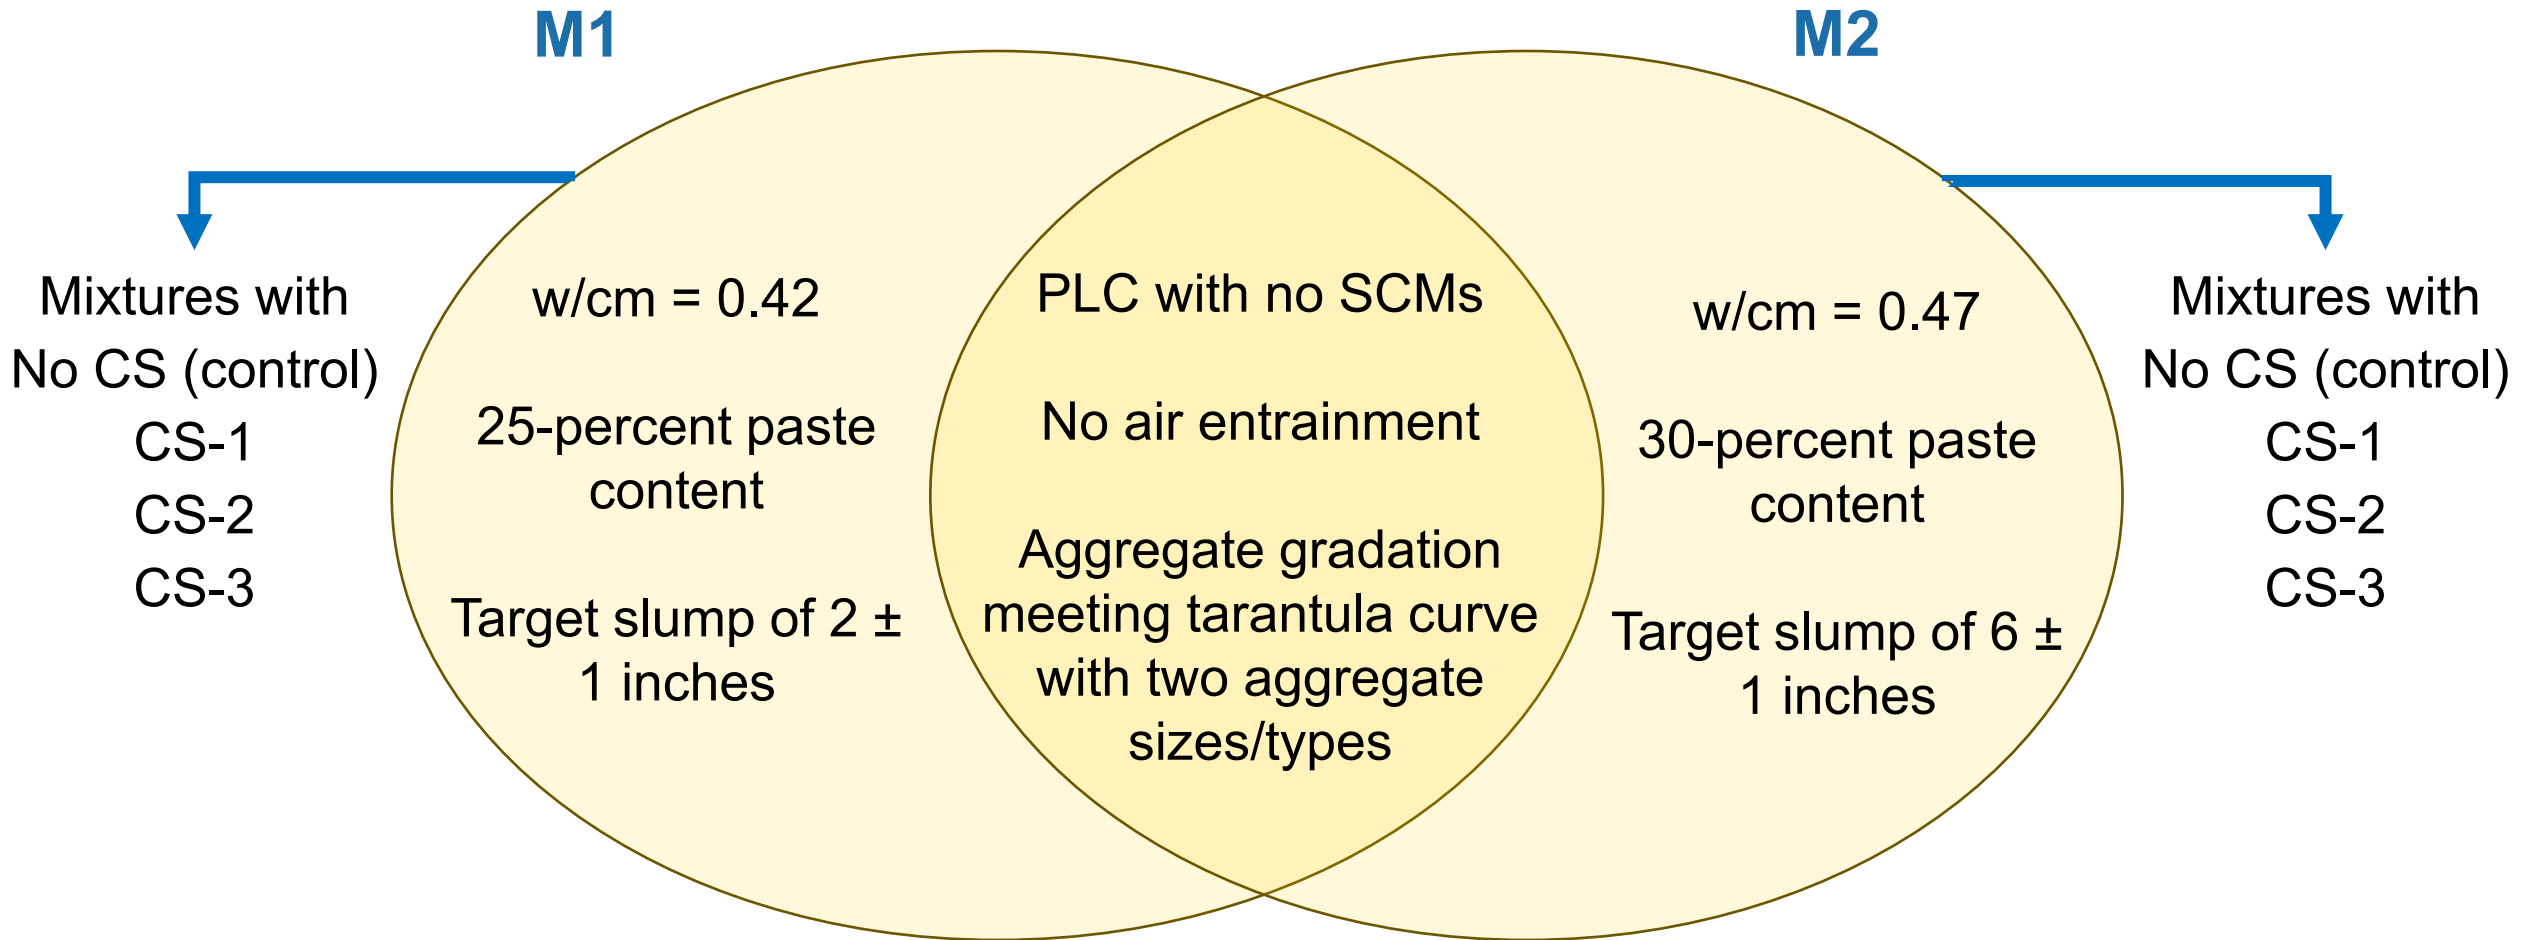 M1
M2
Mixtures with
No CS (control)
CS-1
CS-2
CS-3
w/cm = 0.42
25-percent paste
content
Target slump of 2 ±
1 inches
PLC with no SCMs
No air entrainment
Aggregate gradation
meeting tarantula curve
with two aggregate
sizes/types
w/cm = 0.47
30-percent paste
content
Target slump of 6 ±
1 inches
Mixtures with
No CS (control)
CS-1
CS-2
CS-3